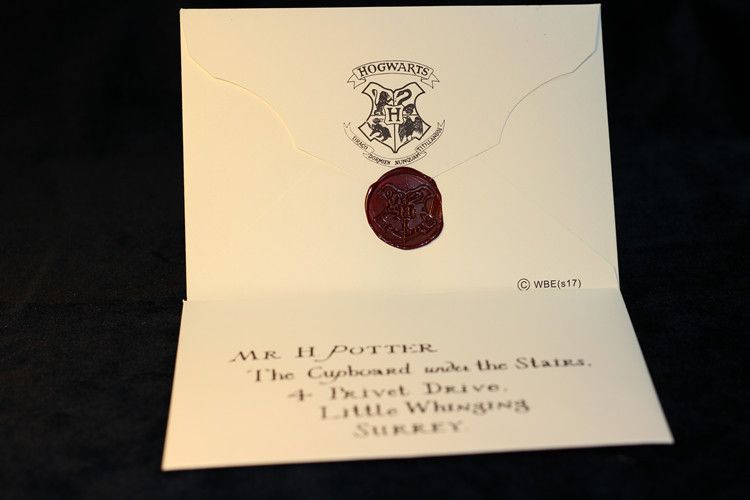 HOGWARTS
H
DRACO DORMIENS NUNQUAM TITILLANDUS
H
© WBE(s17)
MR H POTTER
The Cupboard under the Stairs,
4 Privet Drive,
Little Whinging
SURREY